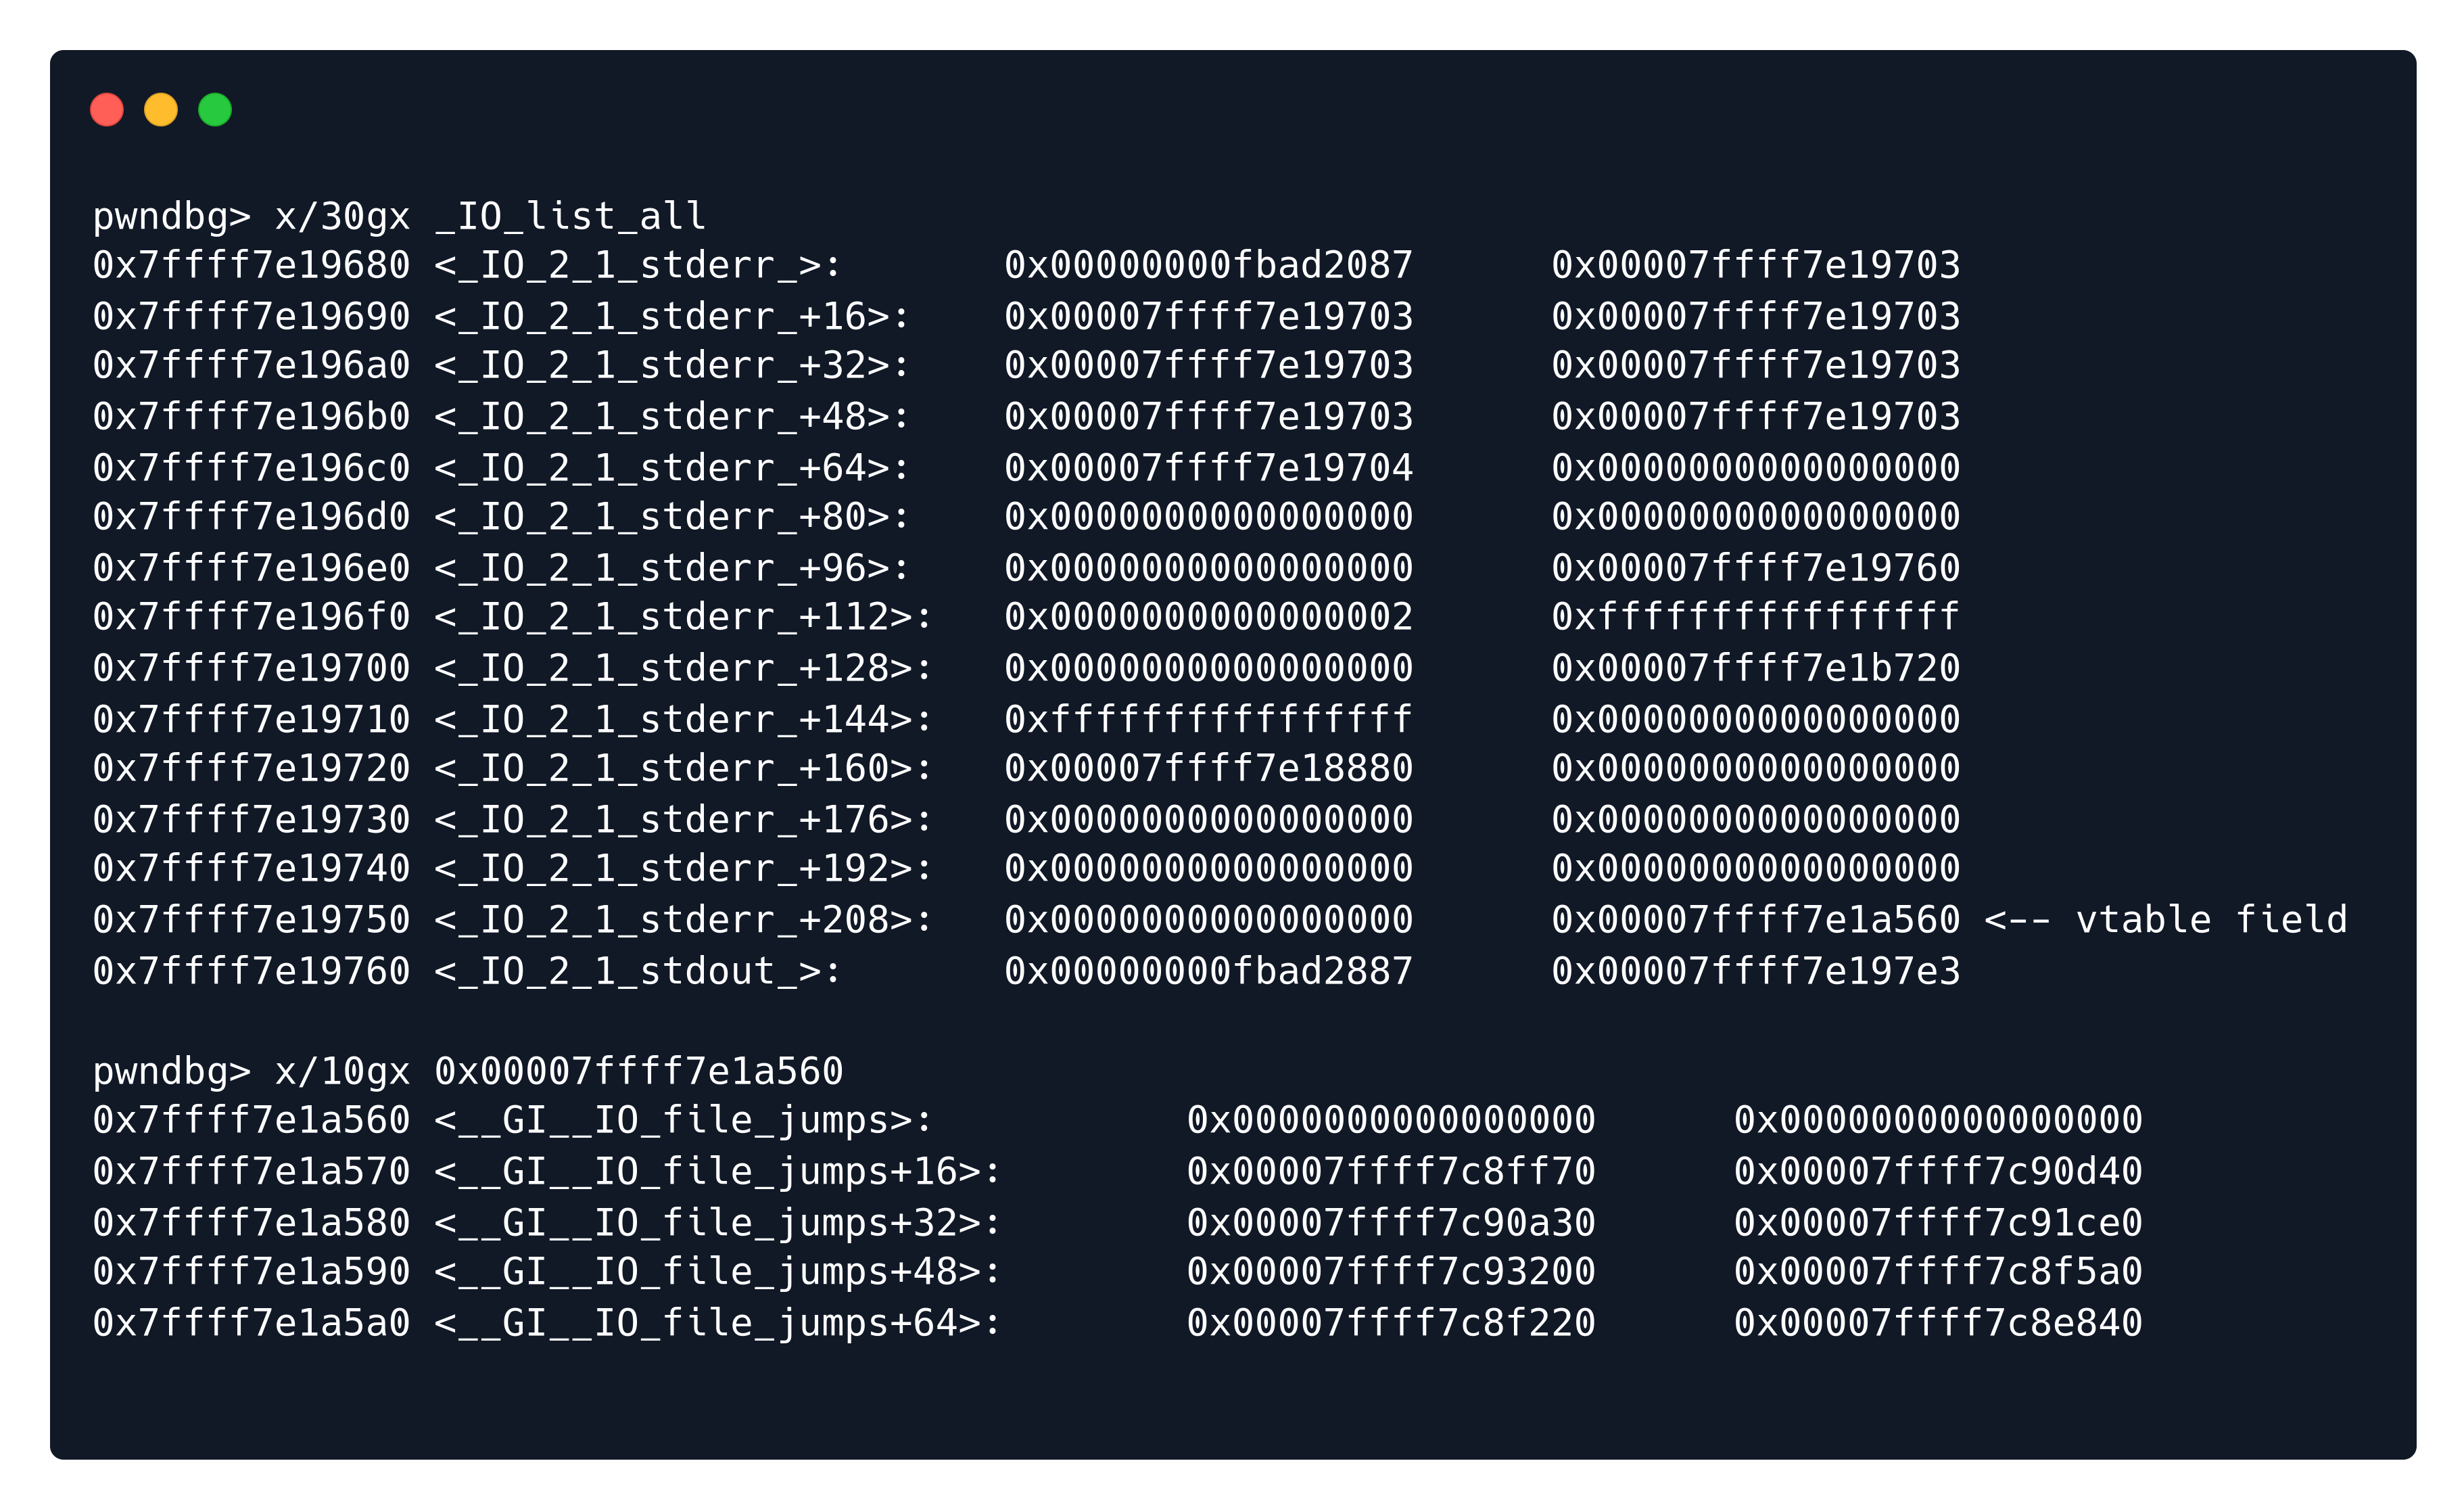 pwndbg> x/30gx _IO_list_all
0x7ffff7e19680 <_IO_2_1_stderr_>: 0x00000000fbad2087 0x00007ffff7e19703
0x7ffff7e19690 <_IO_2_1_stderr_+16>: 0x00007ffff7e19703 0x00007ffff7e19703
0x7ffff7e196a0 <_IO_2_1_stderr_+32>: 0x00007ffff7e19703 0x00007ffff7e19703
0x7ffff7e196b0 <_IO_2_1_stderr_+48>: 0x00007ffff7e19703 0x00007ffff7e19703
0x7ffff7e196c0 <_IO_2_1_stderr_+64>: 0x00007ffff7e19704 0x0000000000000000
0x7ffff7e196d0 <_IO_2_1_stderr_+80>: 0x0000000000000000 0x0000000000000000
0x7ffff7e196e0 <_IO_2_1_stderr_+96>: 0x0000000000000000 0x00007ffff7e19760
0x7ffff7e196f0 <_IO_2_1_stderr_+112>: 0x0000000000000002 0xffffffffffffffff
0x7ffff7e19700 <_IO_2_1_stderr_+128>: 0x0000000000000000 0x00007ffff7e1b720
0x7ffff7e19710 <_IO_2_1_stderr_+144>: 0xffffffffffffffff 0x0000000000000000
0x7ffff7e19720 <_IO_2_1_stderr_+160>: 0x00007ffff7e18880 0x0000000000000000
0x7ffff7e19730 <_IO_2_1_stderr_+176>: 0x0000000000000000 0x0000000000000000
0x7ffff7e19740 <_IO_2_1_stderr_+192>: 0x0000000000000000 0x0000000000000000
0x7ffff7e19750 <_IO_2_1_stderr_+208>: 0x0000000000000000 0x00007ffff7e1a560 <-- vtable field
0x7ffff7e19760 <_IO_2_1_stdout_>: 0x00000000fbad2887 0x00007ffff7e197e3
pwndbg> x/10gx 0x00007ffff7e1a560
0x7ffff7e1a560 <__GI__IO_file_jumps>: 0x0000000000000000 0x0000000000000000
0x7ffff7e1a570 <__GI__IO_file_jumps+16>: 0x00007ffff7c8ff70 0x00007ffff7c90d40
0x7ffff7e1a580 <__GI__IO_file_jumps+32>: 0x00007ffff7c90a30 0x00007ffff7c91ce0
0x7ffff7e1a590 <__GI__IO_file_jumps+48>: 0x00007ffff7c93200 0x00007ffff7c8f5a0
0x7ffff7e1a5a0 <__GI__IO_file_jumps+64>: 0x00007ffff7c8f220 0x00007ffff7c8e840